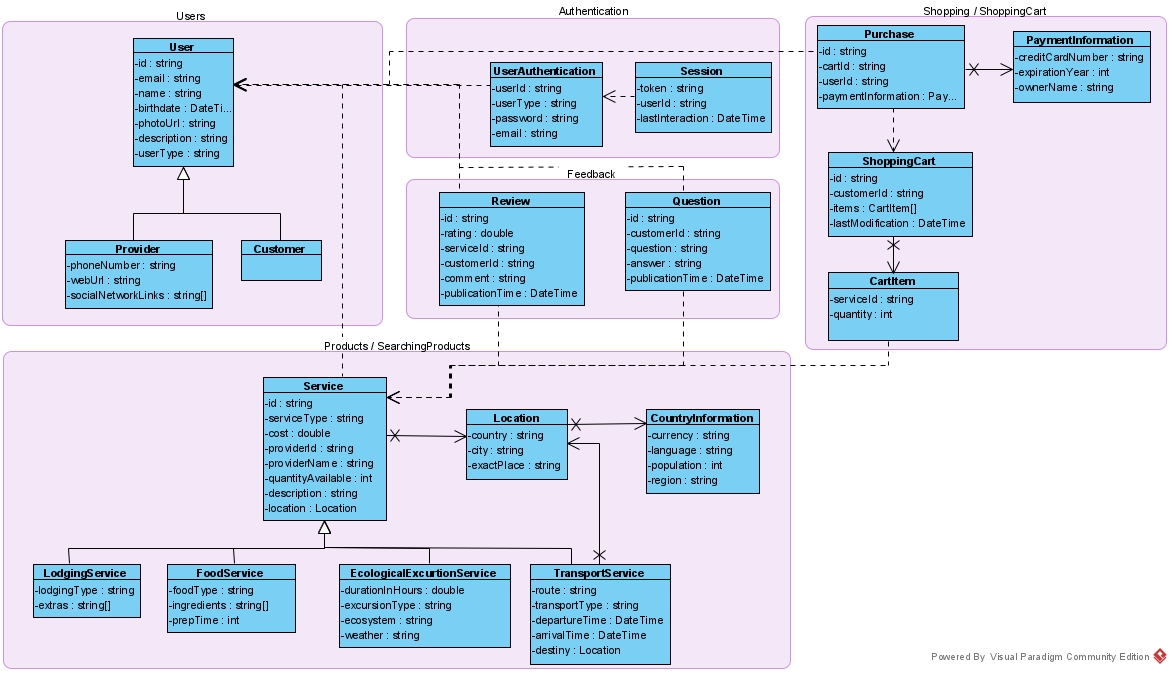 Users
User
-id : string
-email : string
-name : string
-birthdate : DateTi...
-photoUrl : string
-description : string
-userType : string
Provider
-phoneNumber : string
-webUrl : string
-socialNetworkLinks : string[]
Customer
Authentication
UserAuthentication
-userId : string
-userType : string
-password : string
-email : string
Session
-token : string
-userId : string
-lastInteraction : DateTime
Feedback
Review
-id : string
-rating : double
-serviceId : string
-customerId : string
-comment : string
-publicationTime : DateTime
Question
-id : string
-customerId : string
-question : string
-answer : string
-publicationTime : DateTime
Shopping / ShoppingCart
Purchase
-id : string
-cartId : string
-userId : string
-paymentInformation : Pay...
PaymentInformation
-creditCardNumber : string
-expirationYear : int
-ownerName : string
ShoppingCart
-id : string
-customerId : string
-items : CartItem[]
-lastModification : DateTime
CartItem
-serviceId : string
-quantity : int
Products / SearchingProducts
Service
-id : string
-serviceType : string
-cost : double
-providerId : string
-providerName : string
-quantityAvailable : int
-description : string
-location : Location
Location
-country : string
-city : string
-exactPlace : string
CountryInformation
-currency : string
-language : string
-population : int
-region : string
LodgingService
-lodgingType : string
-extras : string[]
FoodService
-foodType : string
-ingredients : string[]
-prepTime : int
EcologicalExcurtionService
-durationInHours : double
-excursionType : string
-ecosystem : string
-weather : string
TransportService
-route : string
-transportType : string
-departureTime : DateTime
-arrivalTime : DateTime
-destiny : Location
Powered By Visual Paradigm Community Edition